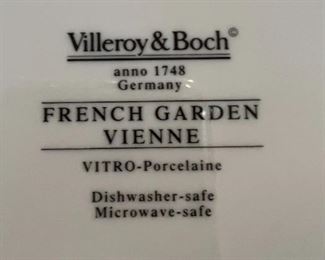 Villeroy & Boch©
anno 1748
Germany
FRENCH GARDEN
VIENNE
VITRO-Porcelaine
Dishwasher-safe
Microwave-safe